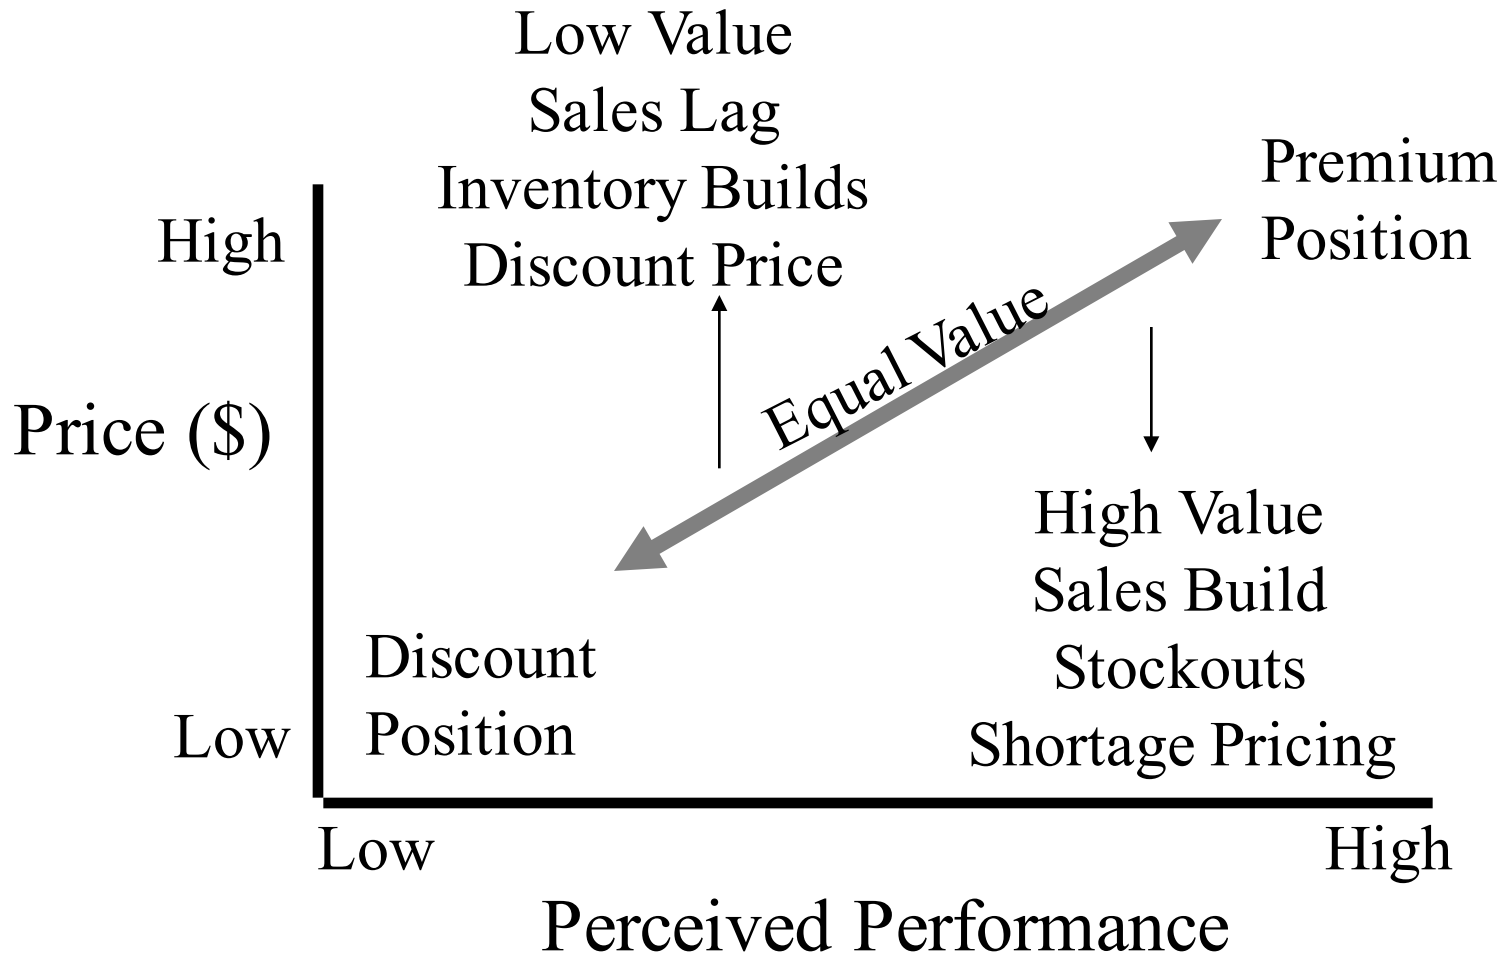 Low Value
Sales Lag
Inventory Builds
Discount Price
Premium
Position
High
Equal Value
Price ($)
High Value
Sales Build
Stockouts
Shortage Pricing
Discount
Position
Low
Low
High
Perceived Performance